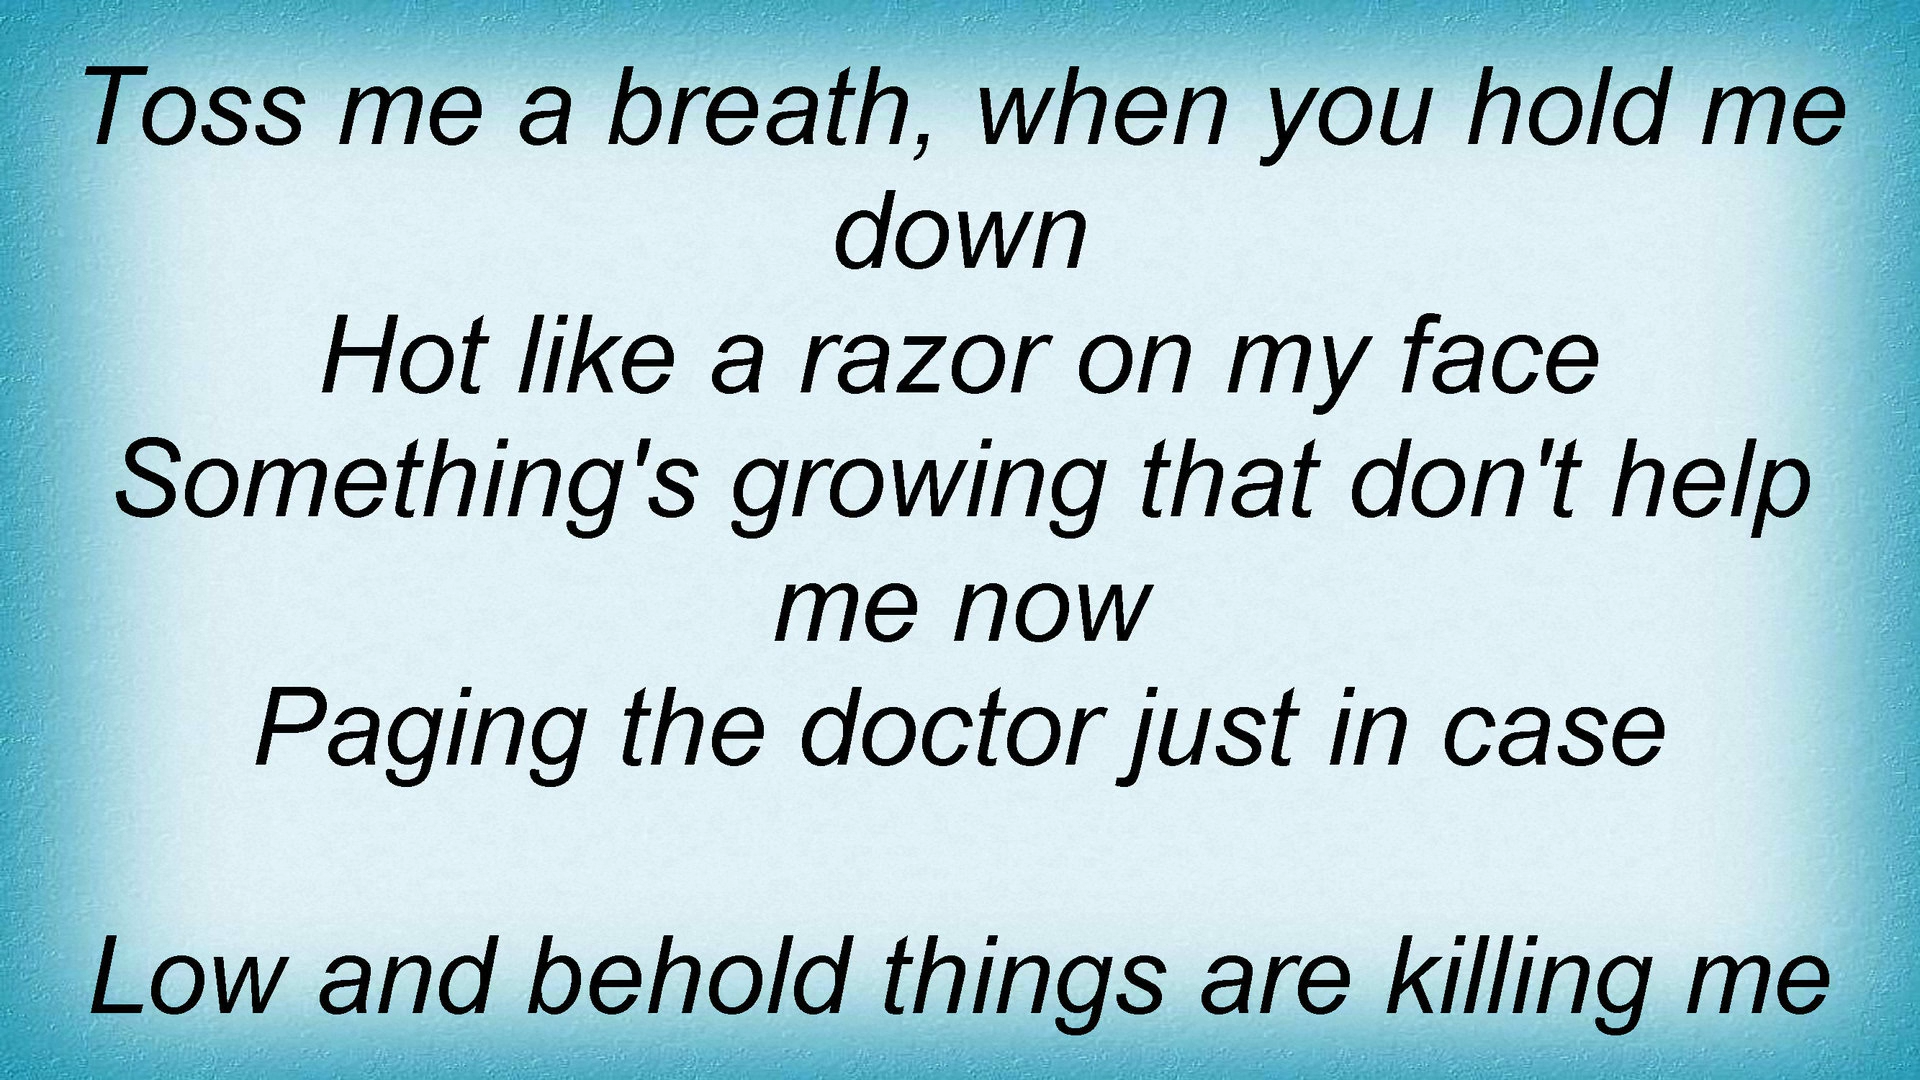 Toss me a breath, when you hold me
down
Hot like a razor on my face
Something's growing that don't help
me now
Paging the doctor just in case
Low and behold things are killing me